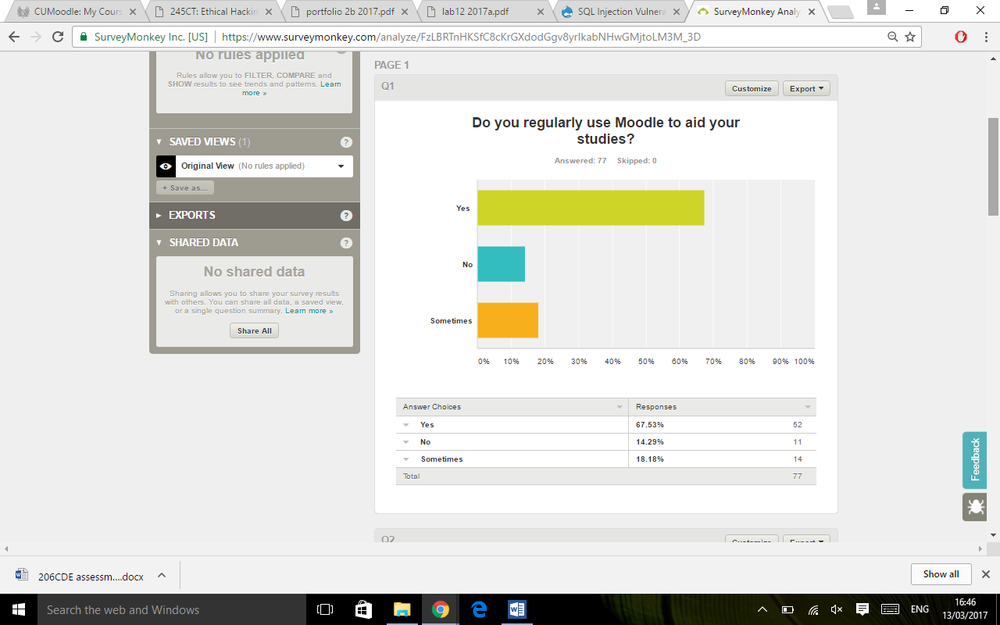 CUMoodle: My Cours
245CT: Ethical Hackin
portfolio 2b 2017.pdf
lab12 2017a.pdf
SQL Injection Vulnera
SurveyMonkey Analy
SurveyMonkey Inc. [US]
https://www.surveymonkey.com/analyze/FzLBRTnHKSfC8cKrGXdodGgv8yrIkabNHwGMjtoLM3M_3D
No rules applied
Rules allow you to FILTER, COMPARE and
SHOW results to see trends and patterns. Learn
more »
SAVED VIEWS (1)
?
Original View (No rules applied)
+ Save as...
EXPORTS
?
SHARED DATA
?
No shared data
Sharing allows you to share your survey results
with others. You can share all data, a saved view,
or a single question summary. Learn more »
Share All
PAGE 1
Q1
Customize
Export
Do you regularly use Moodle to aid your
studies?
Answered: 77 Skipped: 0
Yes
No
Sometimes
0% 10% 20% 30% 40% 50% 60% 70% 80% 90% 100%
Answer Choices Responses
Yes 67.53% 52
No 14.29% 11
Sometimes 18.18% 14
Total 77
Feedback
Q2
Customize
Export
206CDE assessm....docx
Show all
Search the web and Windows
ENG
16:46
13/03/2017